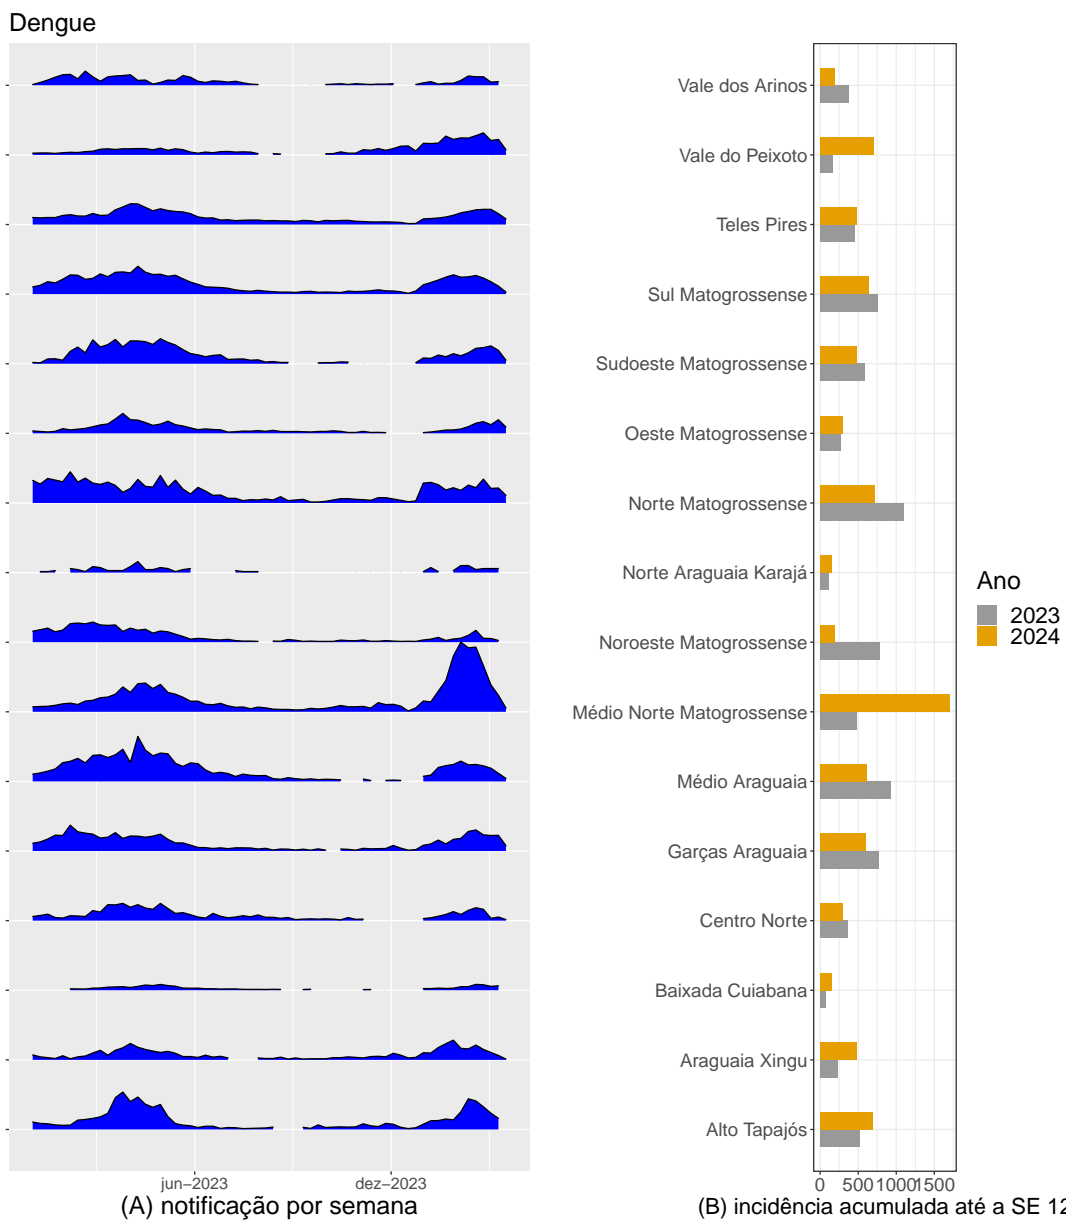 Dengue
Vale dos Arinos
Vale do Peixoto
Teles Pires
Sul Matogrossense
Sudoeste Matogrossense
Oeste Matogrossense
Norte Matogrossense
Norte Araguaia Karajá
Noroeste Matogrossense
Médio Norte Matogrossense
Médio Araguaia
Garças Araguaia
Centro Norte
Baixada Cuiabana
Araguaia Xingu
Alto Tapajós
Ano
2023
2024
jun−2023 dez−2023
0 500 1000 1500
(A) notificação por semana
(B) incidência acumulada até a SE 12